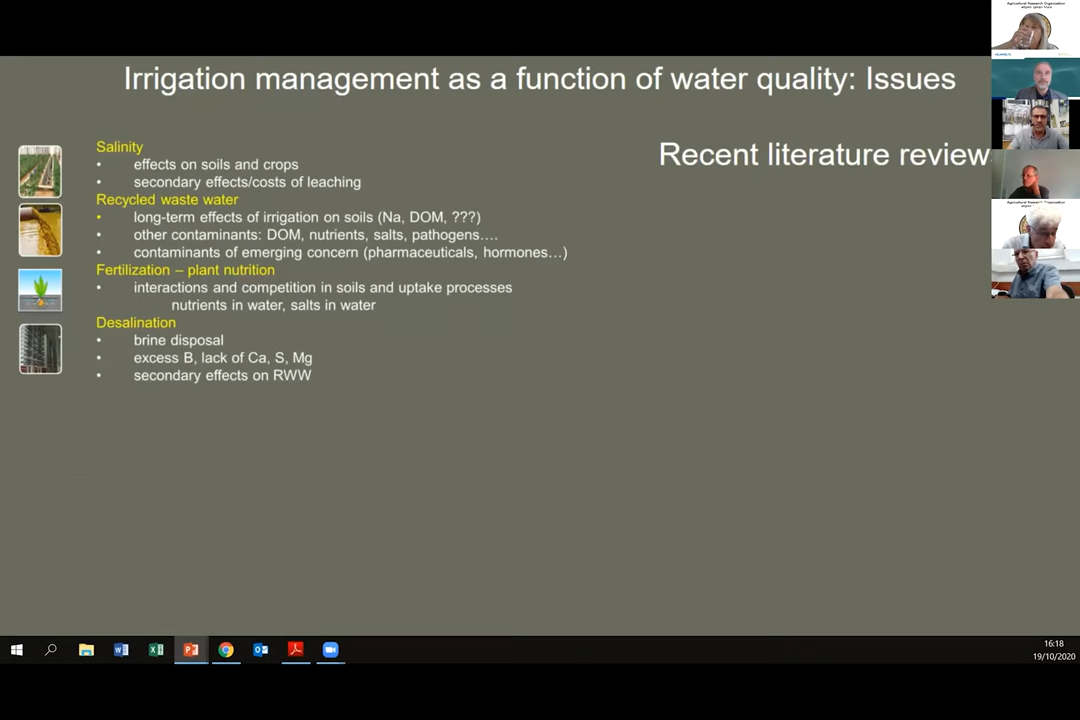 Irrigation management as a function of water quality: Issues
Recent literature review
Salinity
• effects on soils and crops
• secondary effects/costs of leaching
Recycled waste water
• long-term effects of irrigation on soils (Na, DOM, ???)
• other contaminants: DOM, nutrients, salts, pathogens….
• contaminants of emerging concern (pharmaceuticals, hormones…)
Fertilization – plant nutrition
• interactions and competition in soils and uptake processes
nutrients in water, salts in water
Desalination
• brine disposal
• excess B, lack of Ca, S, Mg
• secondary effects on RWW
Agricultural Research Organization
16:18
19/10/2020